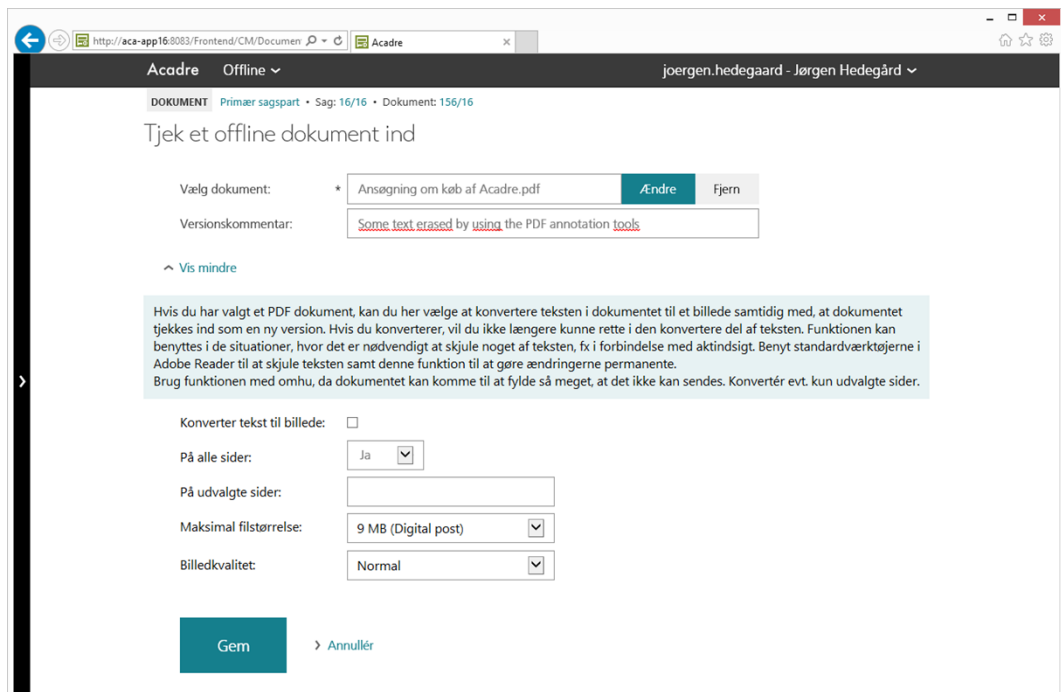 http://aca-app16:8083/Frontend/CM/Documen
Acadre
Acadre Offline joergen.hedegaard - Jørgen Hedegård
DOKUMENT Primær sagspart • Sag: 16/16 • Dokument: 156/16
Tjek et offline dokument ind
Vælg dokument: * Ansøgning om køb af Acadre.pdf Ændre Fjern
Versionskommentar: Some text erased by using the PDF annotation tools
Vis mindre
Hvis du har valgt et PDF dokument, kan du her vælge at konvertere teksten i dokumentet til et billede samtidig med, at dokumentet
tjekkes ind som en ny version. Hvis du konverterer, vil du ikke længere kunne rette i den konvertere del af teksten. Funktionen kan
benyttes i de situationer, hvor det er nødvendigt at skjule noget af teksten, fx i forbindelse med aktindsigt. Benyt standardværktøjerne i
Adobe Reader til at skjule teksten samt denne funktion til at gøre ændringerne permanente.
Brug funktionen med omhu, da dokumentet kan komme til at fylde så meget, at det ikke kan sendes. Konvertér evt. kun udvalgte sider.
Konverter tekst til billede:
På alle sider: Ja
På udvalgte sider:
Maksimal filstørrelse: 9 MB (Digital post)
Billedkvalitet: Normal
Gem Annullér